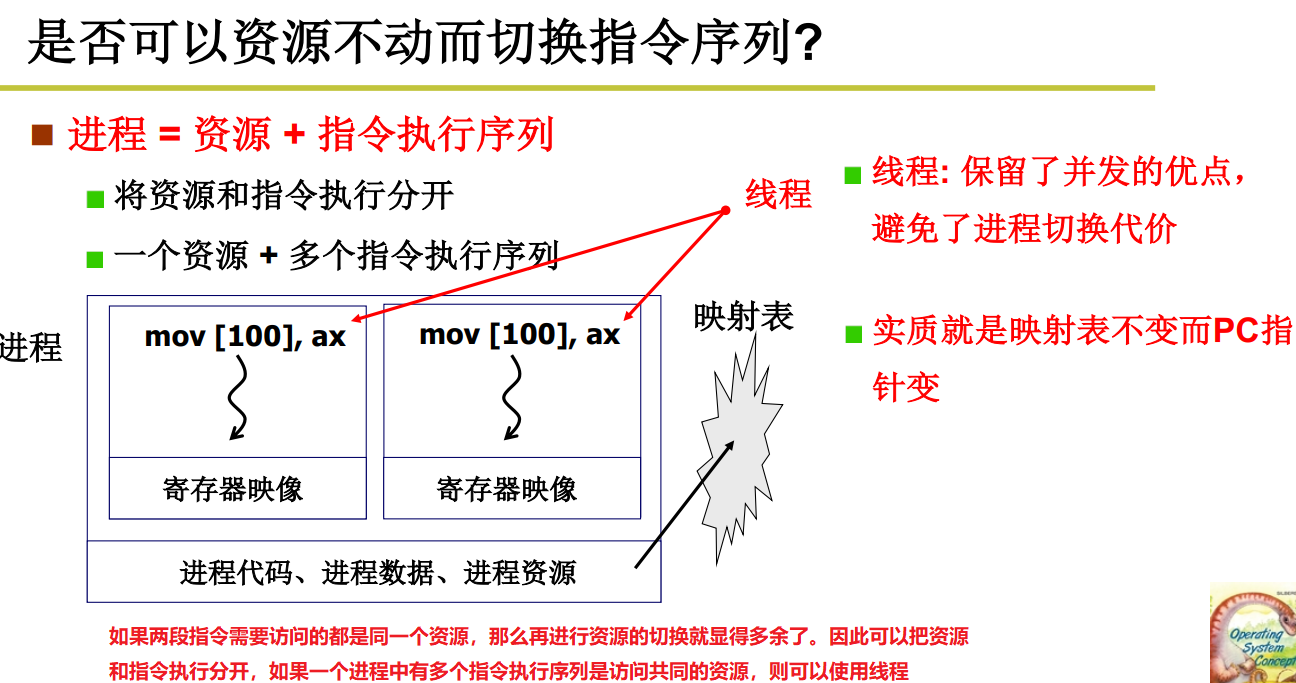 是否可以资源不动而切换指令序列?
进程 = 资源 + 指令执行序列
将资源和指令执行分开
一个资源 + 多个指令执行序列
线程
线程: 保留了并发的优点，
避免了进程切换代价
实质就是映射表不变而PC指
针变
进程
mov [100], ax
mov [100], ax
映射表
寄存器映像
寄存器映像
进程代码、进程数据、进程资源
如果两段指令需要访问的都是同一个资源，那么再进行资源的切换就显得多余了。因此可以把资源
和指令执行分开，如果一个进程中有多个指令执行序列是访问共同的资源，则可以使用线程
Operating
System